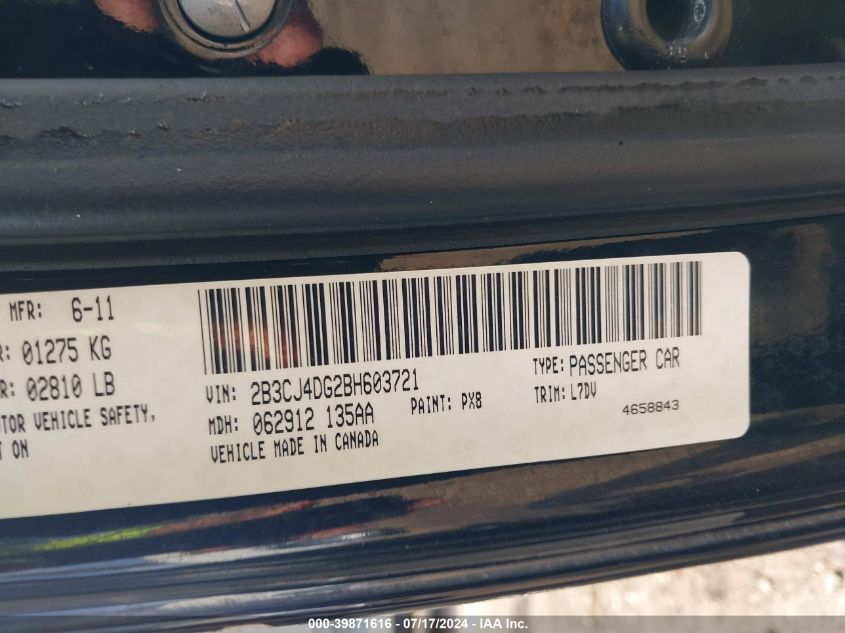 MFR: 6-11
R: 01275 KG
R: 02810 LB
TOR VEHICLE SAFETY,
T ON
VIN: 2B3CJ4DG2BH603721
MDH: 062912 135AA
PAINT: PX8
VEHICLE MADE IN CANADA
TYPE: PASSENGER CAR
TRIM: L7DV
4658843
000-39871616 - 07/17/2024 - © IAA, Inc.